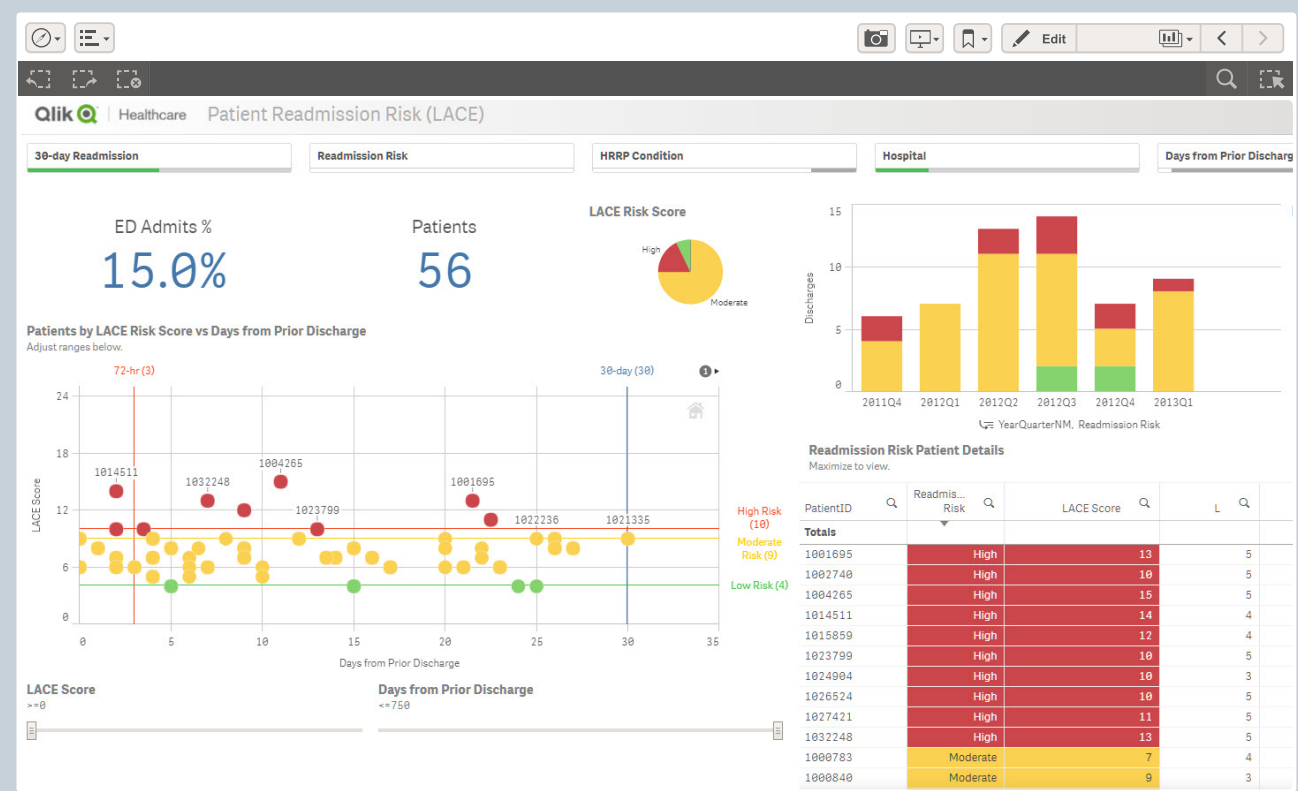 Edit
Qlik Healthcare Patient Readmission Risk (LACE)
30-day Readmission
Readmission Risk
HRRP Condition
Hospital
Days from Prior Discharg
ED Admits %
15.0%
Patients
56
LACE Risk Score
High
Moderate
15
10
5
0
Discharges
2011Q4 2012Q1 2012Q2 2012Q3 2012Q4 2013Q1
YearQuarterNM, Readmission Risk
Patients by LACE Risk Score vs Days from Prior Discharge
Adjust ranges below.
72-hr (3)
30-day (30)
1
24
18
12
6
0
LACE Score
1014511
1032248
1004265
1023799
1001695
1022236
1021335
High Risk
(10)
Moderate
Risk (9)
Low Risk (4)
0 5 10 15 20 25 30 35
Days from Prior Discharge
LACE Score
>=0
Days from Prior Discharge
<=750
Readmission Risk Patient Details
Maximize to view.
PatientID Readmis... Risk LACE Score L
Totals
1001695 High 13 5
1002740 High 10 5
1004265 High 15 5
1014511 High 14 4
1015859 High 12 4
1023799 High 10 5
1024904 High 10 3
1026524 High 10 5
1027421 High 11 5
1032248 High 13 5
1000783 Moderate 7 4
1000840 Moderate 9 3